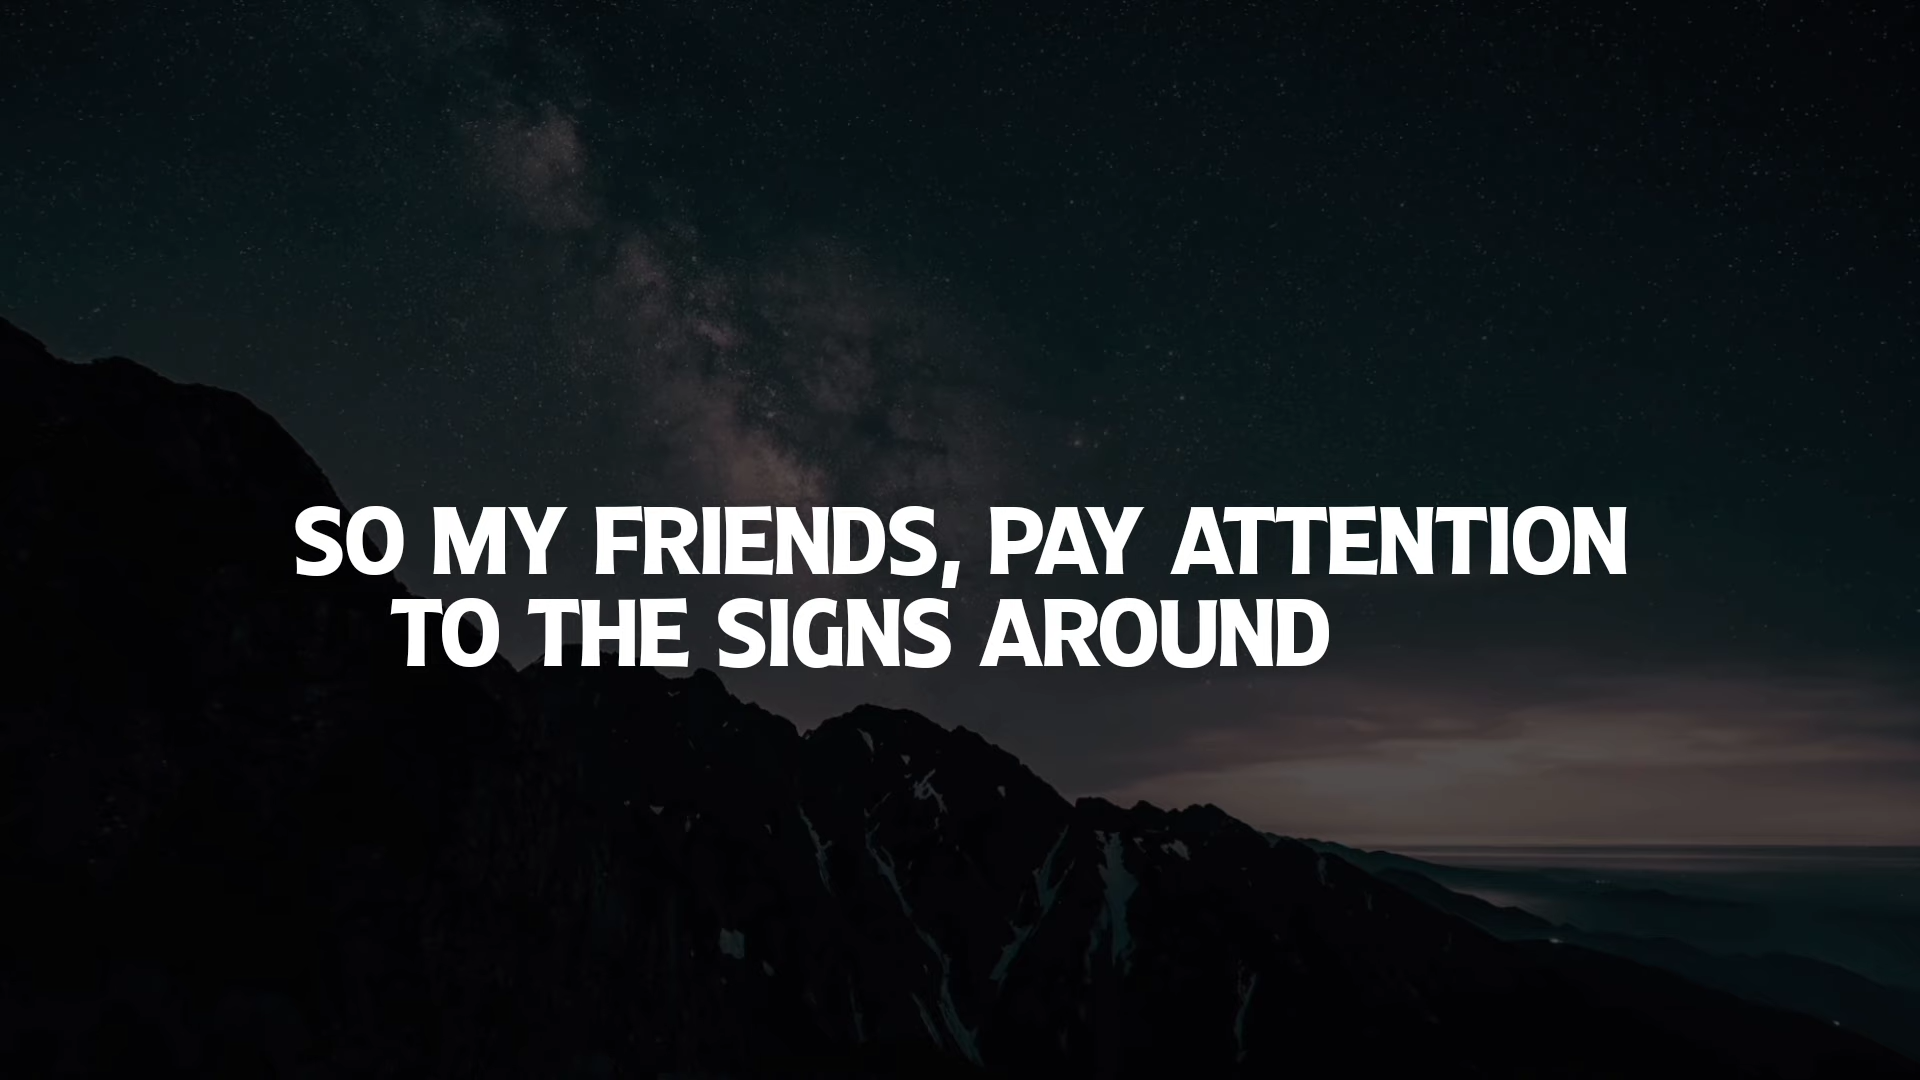 SO MY FRIENDS, PAY ATTENTION
TO THE SIGNS AROUND